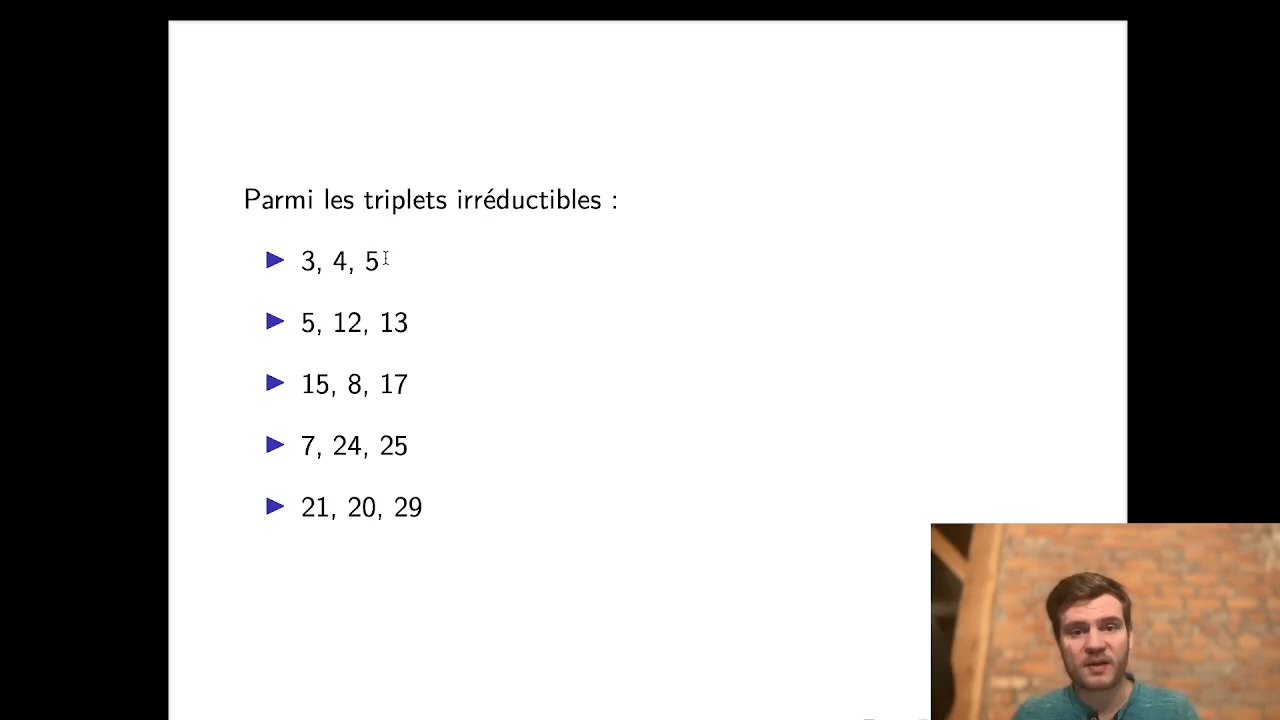 Parmi les triplets irréductibles :
3, 4, 5
5, 12, 13
15, 8, 17
7, 24, 25
21, 20, 29